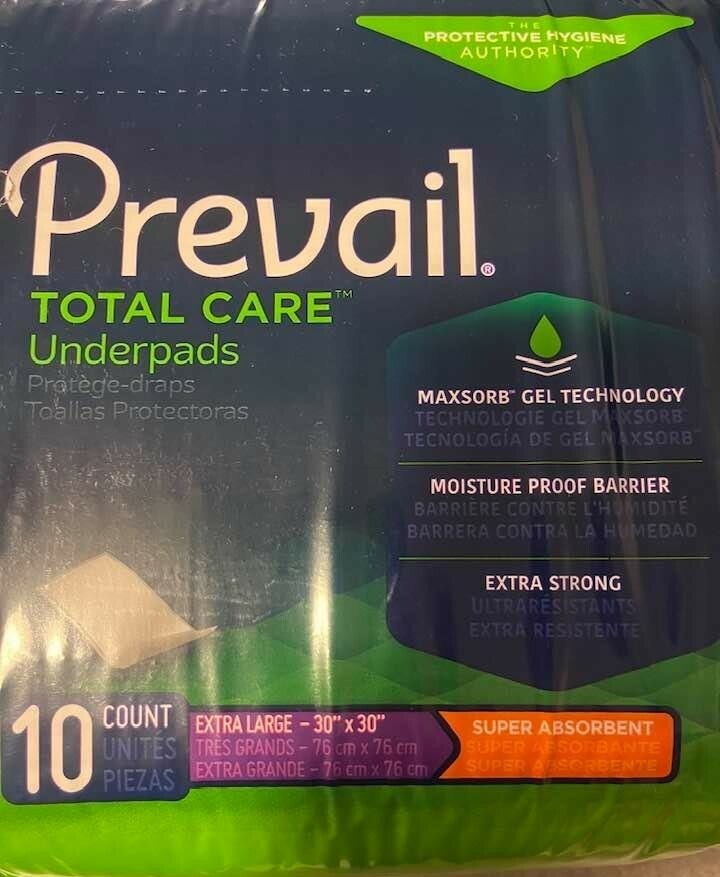 THE
PROTECTIVE HYGIENE
AUTHORITY™
Prevail®
TOTAL CARE™
Underpads
Protège-draps
Toallas Protectoras
MAXSORB™ GEL TECHNOLOGY
TECHNOLOGIE GEL MAXSORB™
TECNOLOGÍA DE GEL MAXSORB™
MOISTURE PROOF BARRIER
BARRIÈRE CONTRE L'HUMIDITÉ
BARRERA CONTRA LA HUMEDAD
EXTRA STRONG
ULTRARÉSISTANTS
EXTRA RESISTENTE
10 COUNT
UNITÉS
PIEZAS
EXTRA LARGE – 30" x 30"
TRÈS GRANDS – 76 cm x 76 cm
EXTRA GRANDE – 76 cm x 76 cm
SUPER ABSORBENT
SUPER ABSORBANTE
SUPER ABSORBENTE